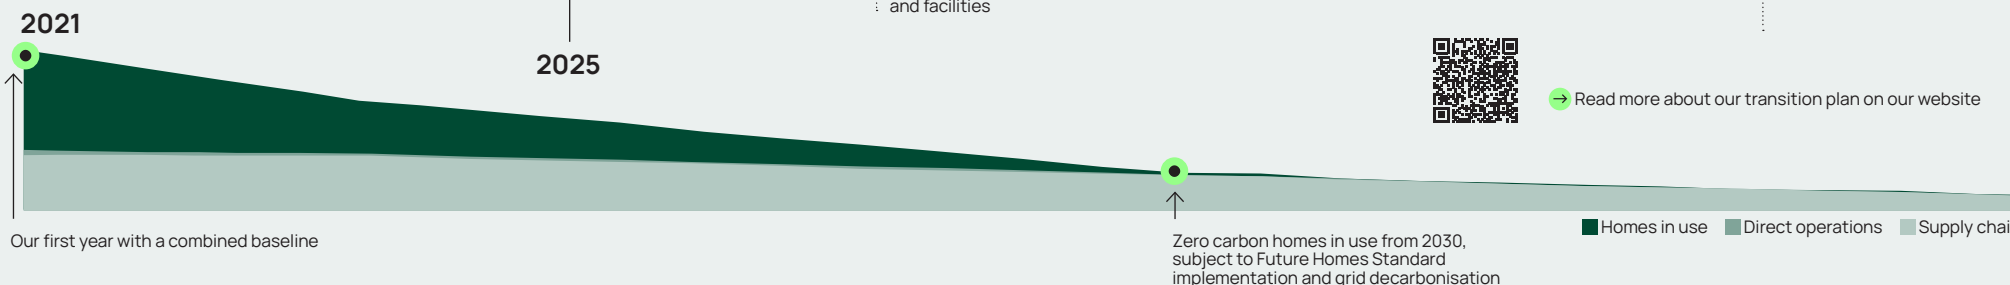 and facilities
2021
2025
Read more about our transition plan on our website
Homes in use
Direct operations
Supply chai
Our first year with a combined baseline
Zero carbon homes in use from 2030,
subject to Future Homes Standard
implementation and grid decarbonisation